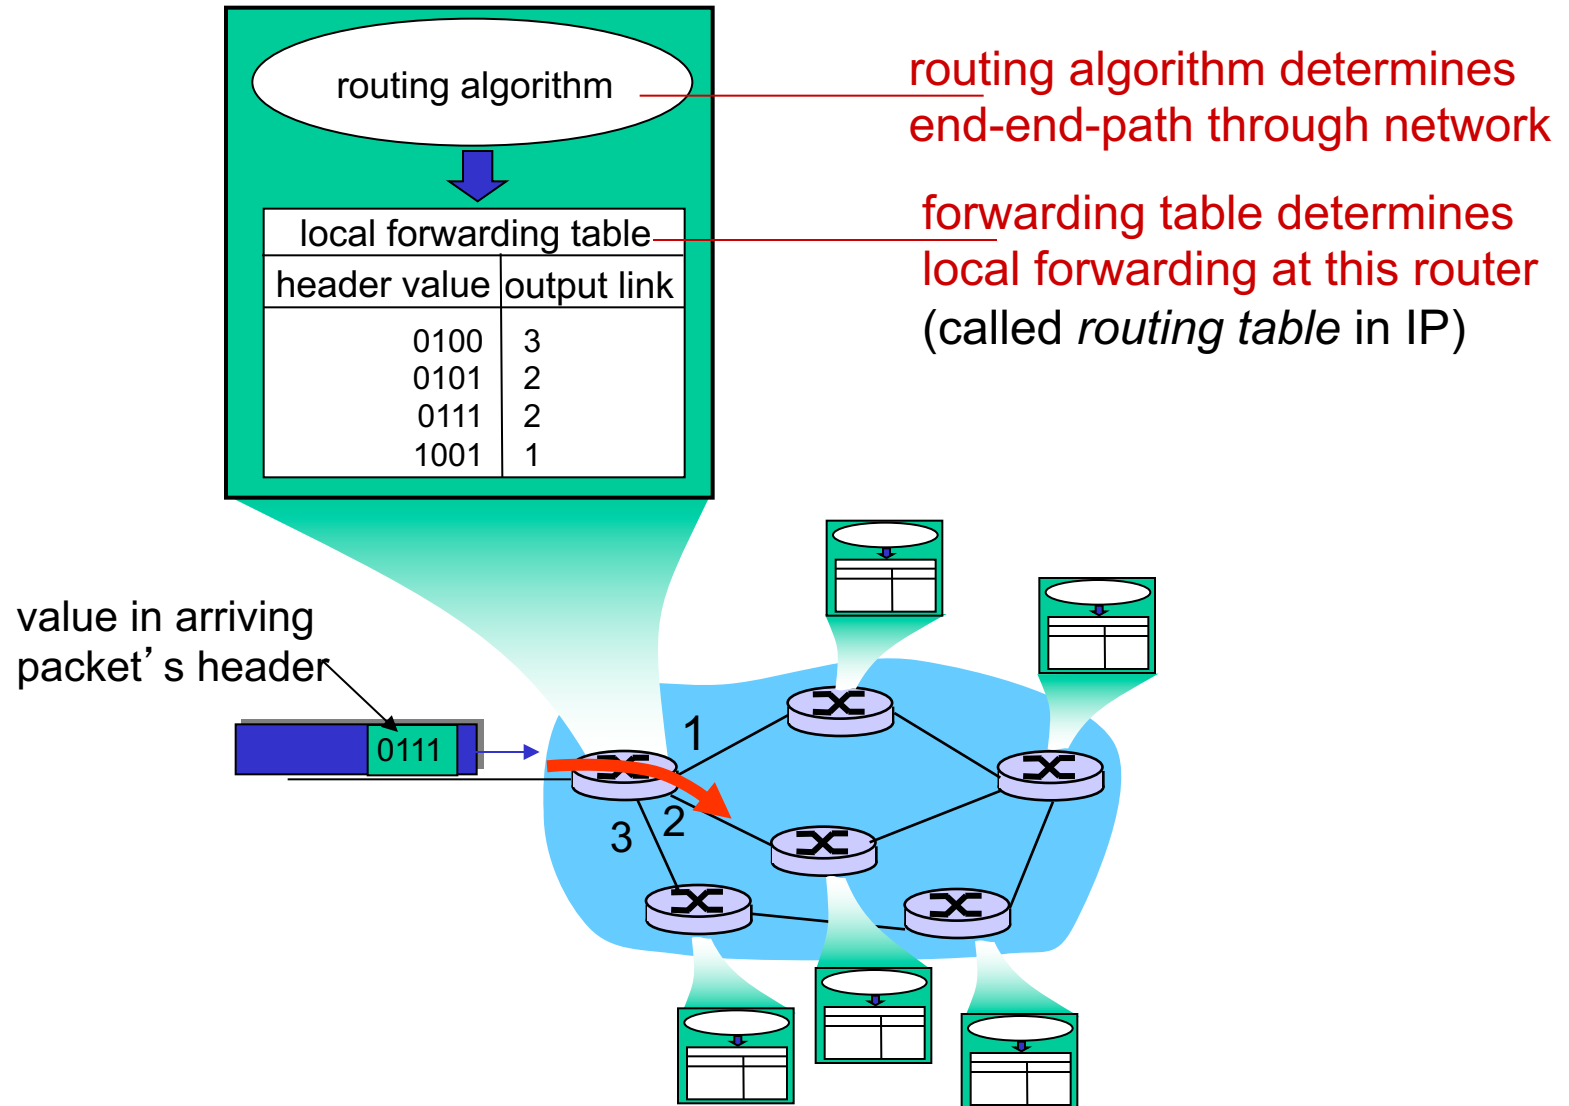 routing algorithm
routing algorithm determines
end-end-path through network
local forwarding table
header value output link
0100 3
0101 2
0111 2
1001 1
forwarding table determines
local forwarding at this router
(called routing table in IP)
value in arriving
packet’ s header
0111
1
2
3